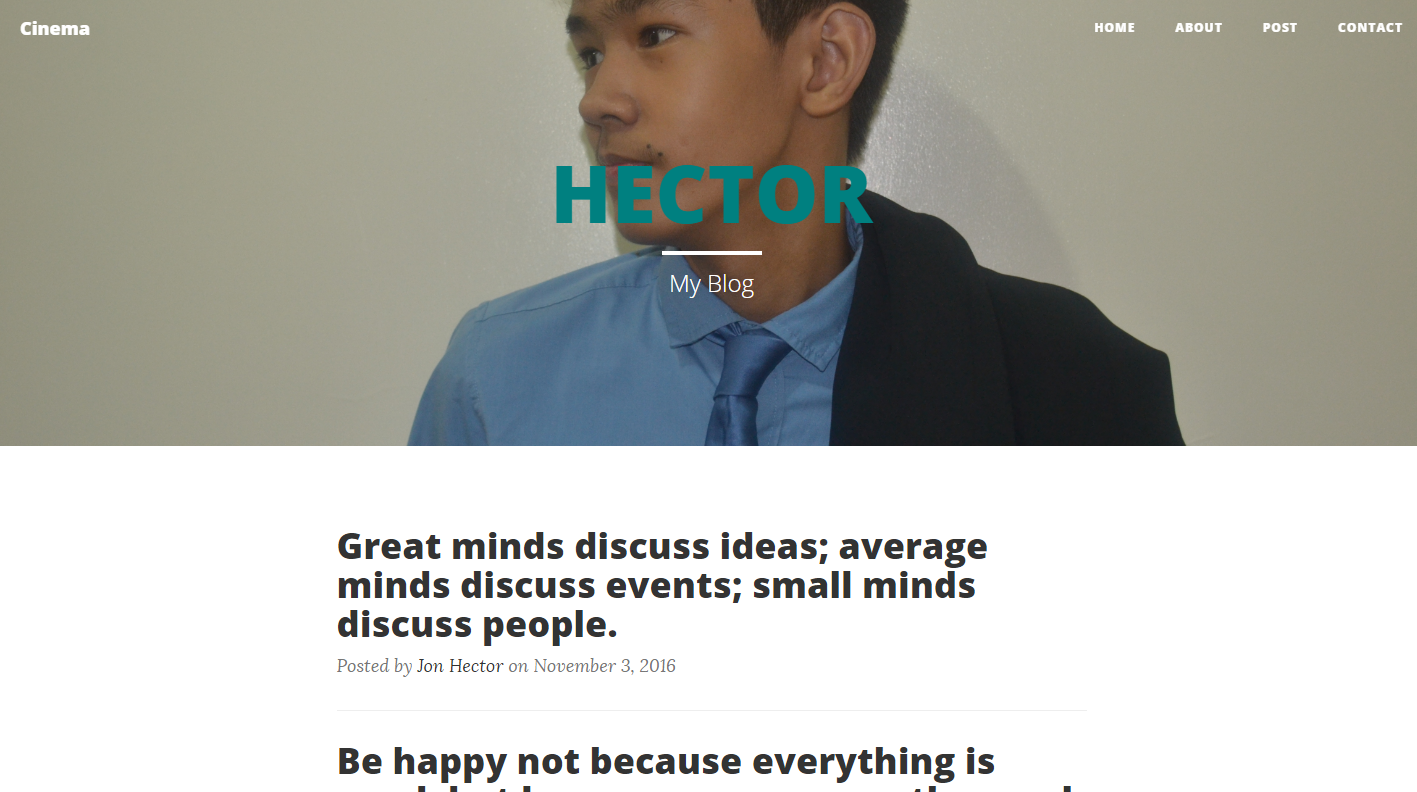 Cinema
HOME ABOUT POST CONTACT
HECTOR
My Blog
Great minds discuss ideas; average
minds discuss events; small minds
discuss people.
Posted by Jon Hector on November 3, 2016
Be happy not because everything is